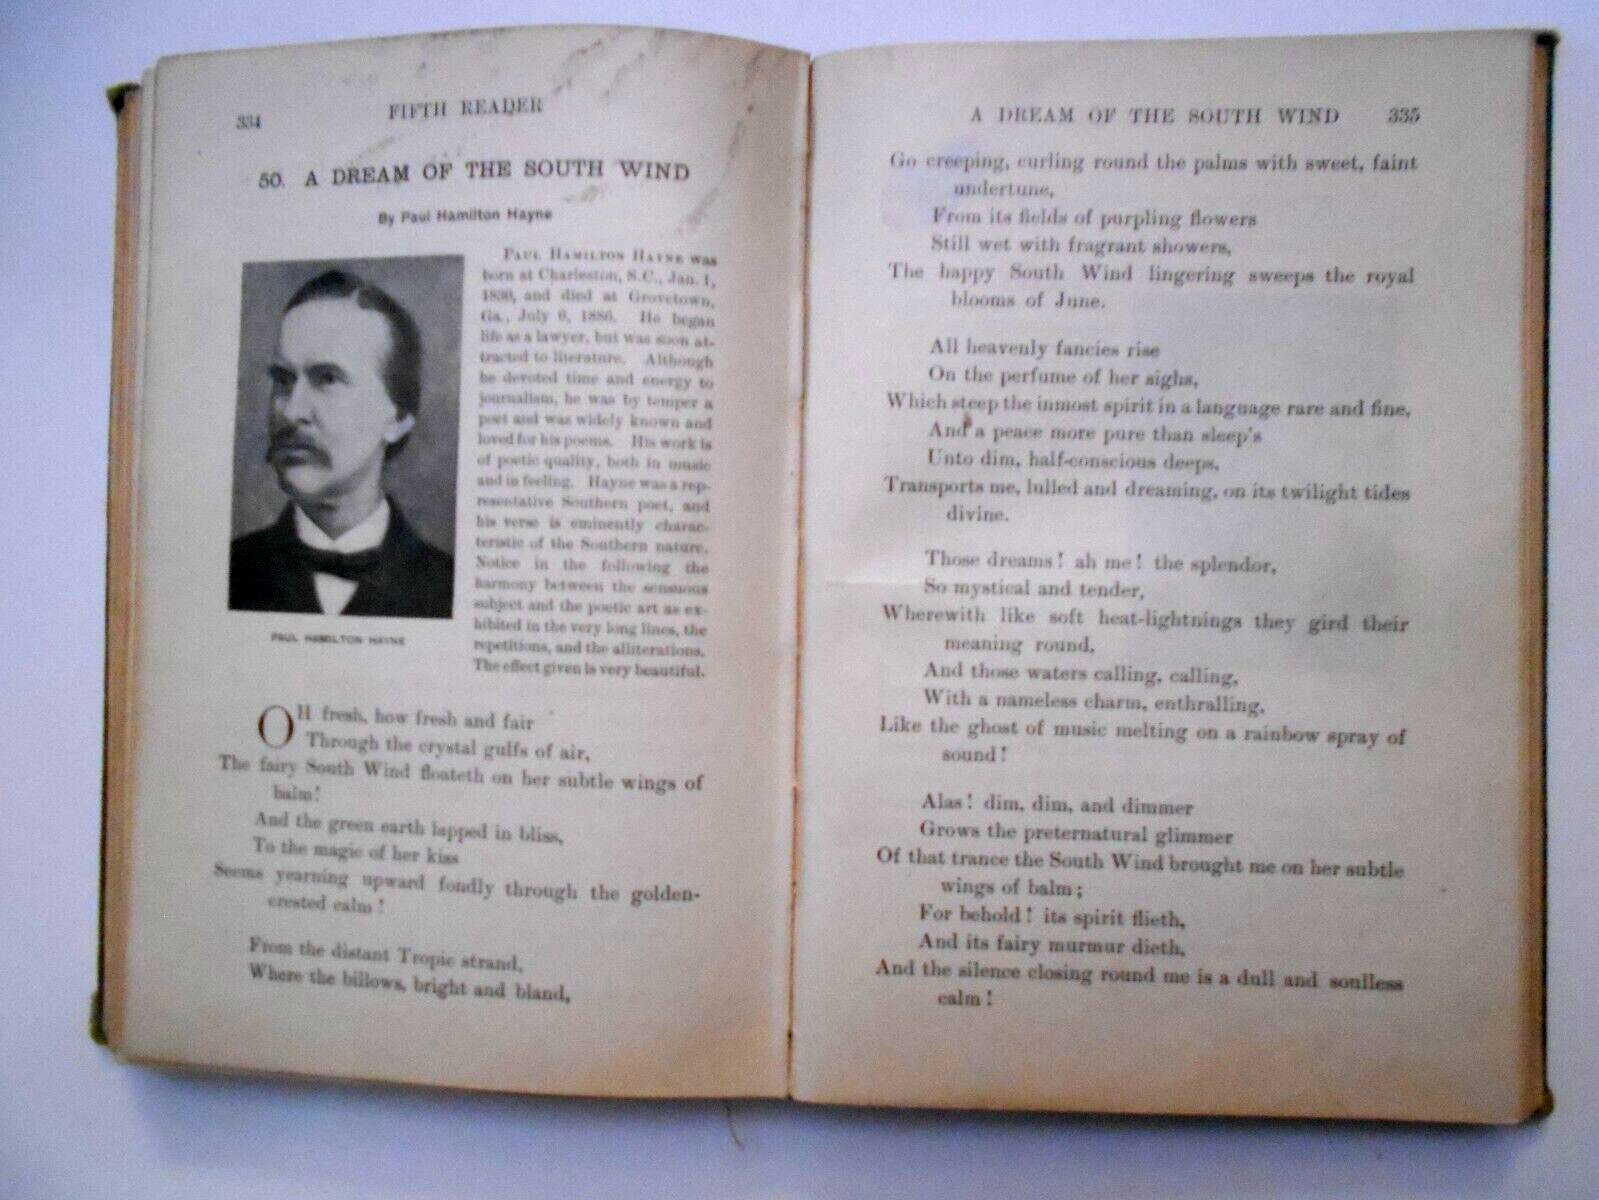 334
FIFTH READER
50. A DREAM OF THE SOUTH WIND
By Paul Hamilton Hayne
PAUL HAMILTON HAYNE was
born at Charleston, S.C., Jan. 1,
1830, and died at Grovetown,
Ga., July 6, 1886. He began
life as a lawyer, but was soon at-
tracted to literature. Although
he devoted time and energy to
journalism, he was by temper a
poet and was widely known and
loved for his poems. His work is
of poetic quality, both in music
and in feeling. Hayne was a rep-
resentative Southern poet, and
his verse is eminently charac-
teristic of the Southern nature.
Notice in the following the
harmony between the sensuous
subject and the poetic art as ex-
hibited in the very long lines, the
repetitions, and the alliterations.
The effect given is very beautiful.
PAUL HAMILTON HAYNE
OH fresh, how fresh and fair
Through the crystal gulfs of air,
The fairy South Wind floateth on her subtle wings of
balm!
And the green earth lapped in bliss,
To the magic of her kiss
Seems yearning upward fondly through the golden-
crested calm!
From the distant Tropic strand,
Where the billows, bright and bland,
A DREAM OF THE SOUTH WIND 335
Go creeping, curling round the palms with sweet, faint
undertune,
From its fields of purpling flowers
Still wet with fragrant showers,
The happy South Wind lingering sweeps the royal
blooms of June.
All heavenly fancies rise
On the perfume of her sighs,
Which steep the inmost spirit in a language rare and fine,
And a peace more pure than sleep's
Unto dim, half-conscious deeps,
Transports me, lulled and dreaming, on its twilight tides
divine.
Those dreams! ah me! the splendor,
So mystical and tender,
Wherewith like soft heat-lightnings they gird their
meaning round,
And those waters calling, calling,
With a nameless charm, enthralling,
Like the ghost of music melting on a rainbow spray of
sound!
Alas! dim, dim, and dimmer
Grows the preternatural glimmer
Of that trance the South Wind brought me on her subtle
wings of balm;
For behold! its spirit flieth,
And its fairy murmur dieth,
And the silence closing round me is a dull and soulless
calm!